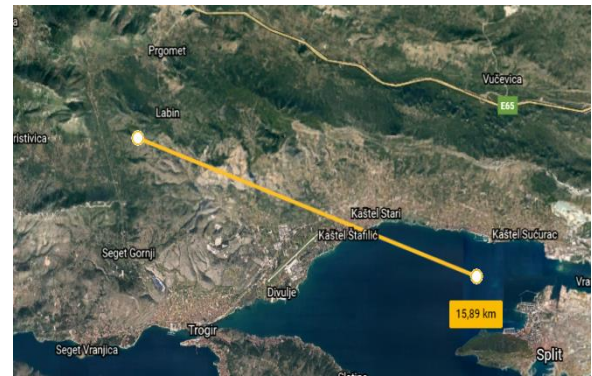 a
Prgomet
Vučevica
E65
Labin
ristivica
Kaštel Stari
Kaštel Štafilić
Kaštel Sućurac
Seget Gornji
Divulje
Vra
15,89 km
Trogir
Seget Vranjica
Split